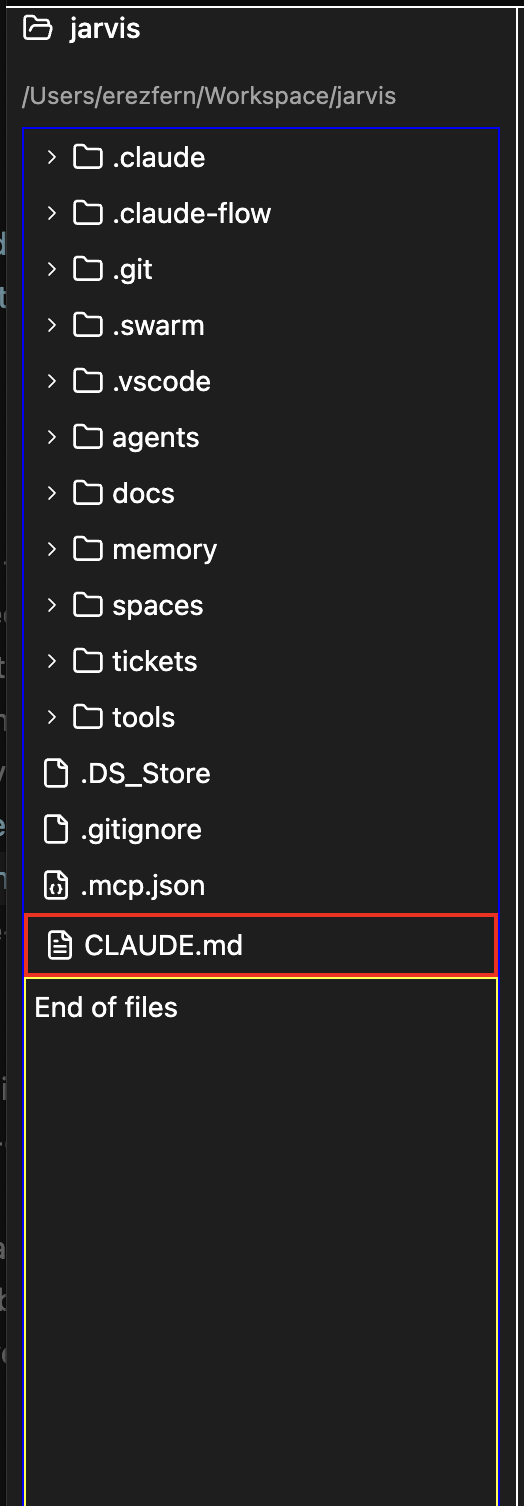 jarvis
/Users/erezfern/Workspace/jarvis
.claude
.claude-flow
.git
.swarm
.vscode
agents
docs
memory
spaces
tickets
tools
.DS_Store
.gitignore
.mcp.json
CLAUDE.md
End of files